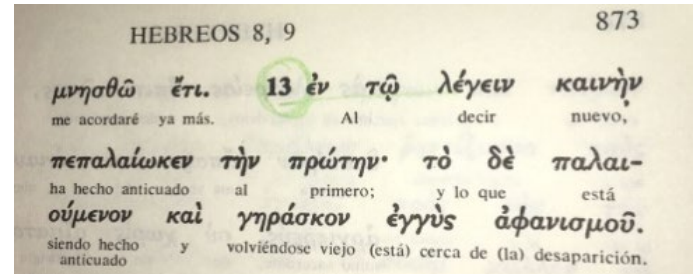 HEBREOS 8, 9 873
μνησθῶ ἔτι. 13 ἐν τῷ λέγειν καινὴν
me acordaré ya más. Al decir nuevo,
πεπαλαίωκεν τὴν πρώτην· τὸ δὲ παλαι-
ha hecho anticuado al primero; y lo que está
ούμενον καὶ γηράσκον ἐγγὺς ἀφανισμοῦ.
siendo hecho y volviéndose viejo (está) cerca de (la) desaparición.
anticuado